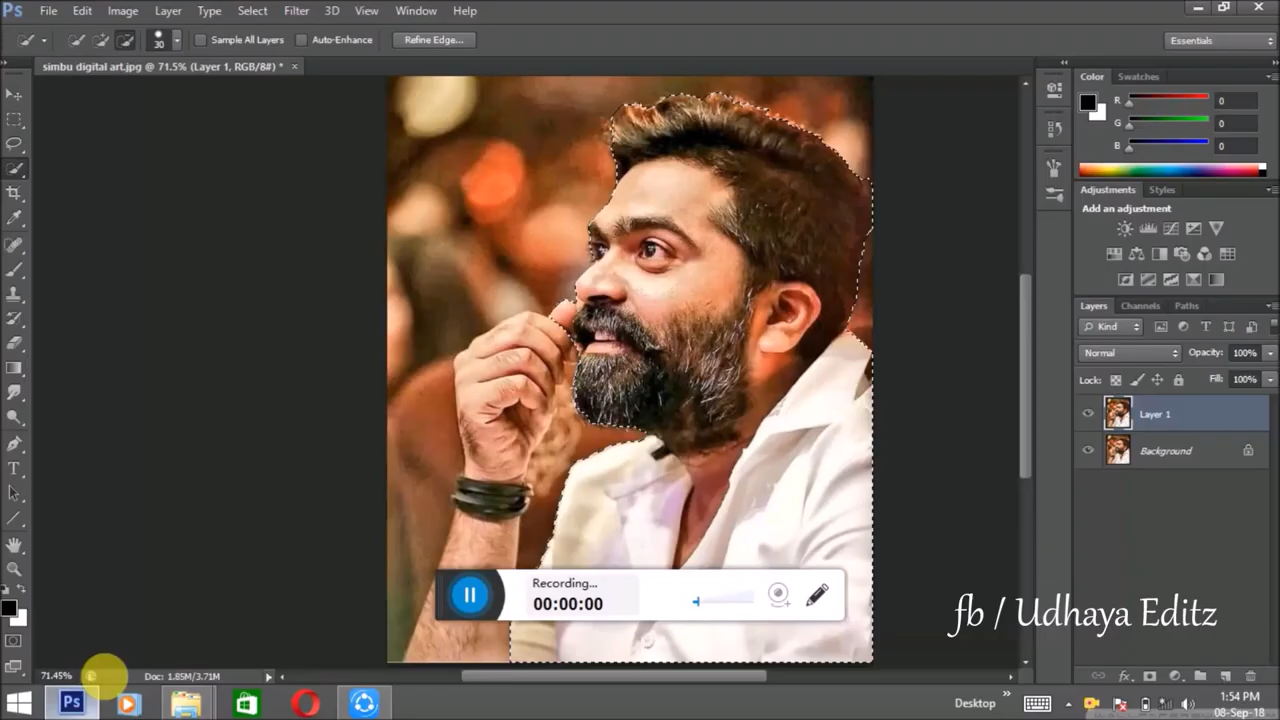 Ps File Edit Image Layer Type Select Filter 3D View Window Help
30 Sample All Layers Auto-Enhance Refine Edge... Essentials
simbu digital art.jpg @ 71.5% (Layer 1, RGB/8#) * ×
Color Swatches
R 0
G 0
B 0
Adjustments Styles
Add an adjustment
Layers Channels Paths
Kind
Normal Opacity: 100%
Lock: Fill: 100%
Layer 1
Background
Recording...
00:00:00
fb / Udhaya Editz
71.45% Doc: 1.85M/3.71M
Ps Desktop 1:54 PM
08-Sep-18